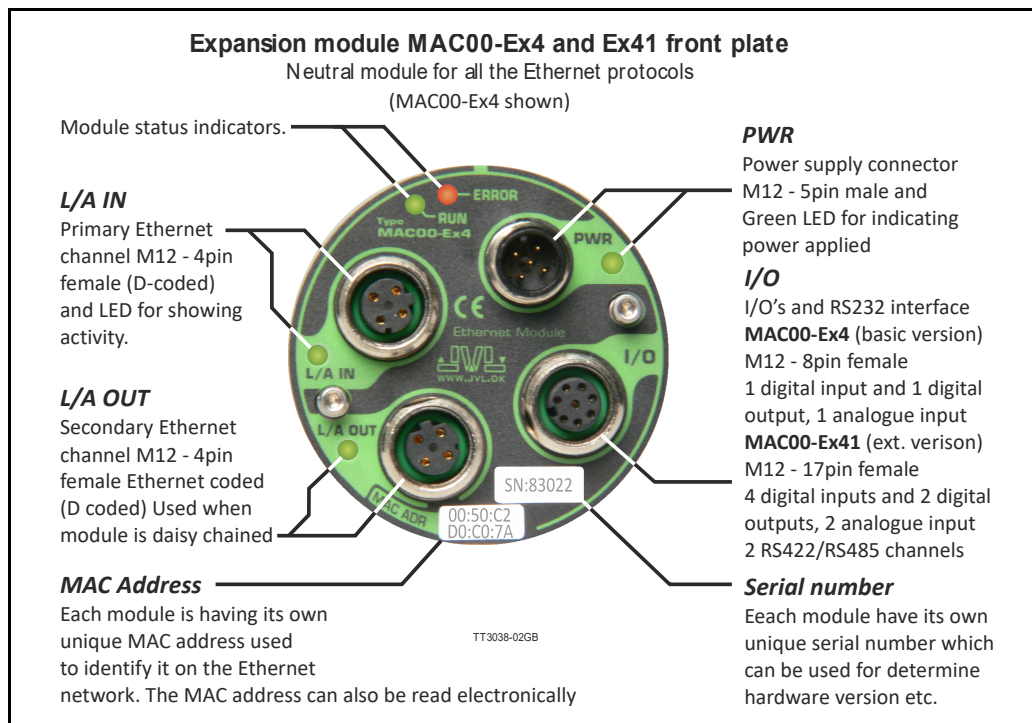 Expansion module MAC00-Ex4 and Ex41 front plate
Neutral module for all the Ethernet protocols
(MAC00-Ex4 shown)
Module status indicators.
L/A IN
Primary Ethernet
channel M12 - 4pin
female (D-coded)
and LED for showing
activity.
L/A OUT
Secondary Ethernet
channel M12 - 4pin
female Ethernet coded
(D coded) Used when
module is daisy chained
MAC Address
Each module is having its own
unique MAC address used
to identify it on the Ethernet
network. The MAC address can also be read electronically
ERROR
RUN
Type
MAC00-Ex4
PWR
CE
Ethernet Module
JVL
WWW.JVL.DK
I/O
L/A IN
L/A OUT
MAC ADR
SN:83022
00:50:C2
D0:C0:7A
TT3038-02GB
PWR
Power supply connector
M12 - 5pin male and
Green LED for indicating
power applied
I/O
I/O's and RS232 interface
MAC00-Ex4 (basic version)
M12 - 8pin female
1 digital input and 1 digital
output, 1 analogue input
MAC00-Ex41 (ext. verison)
M12 - 17pin female
4 digital inputs and 2 digital
outputs, 2 analogue input
2 RS422/RS485 channels
Serial number
Eeach module have its own
unique serial number which
can be used for determine
hardware version etc.